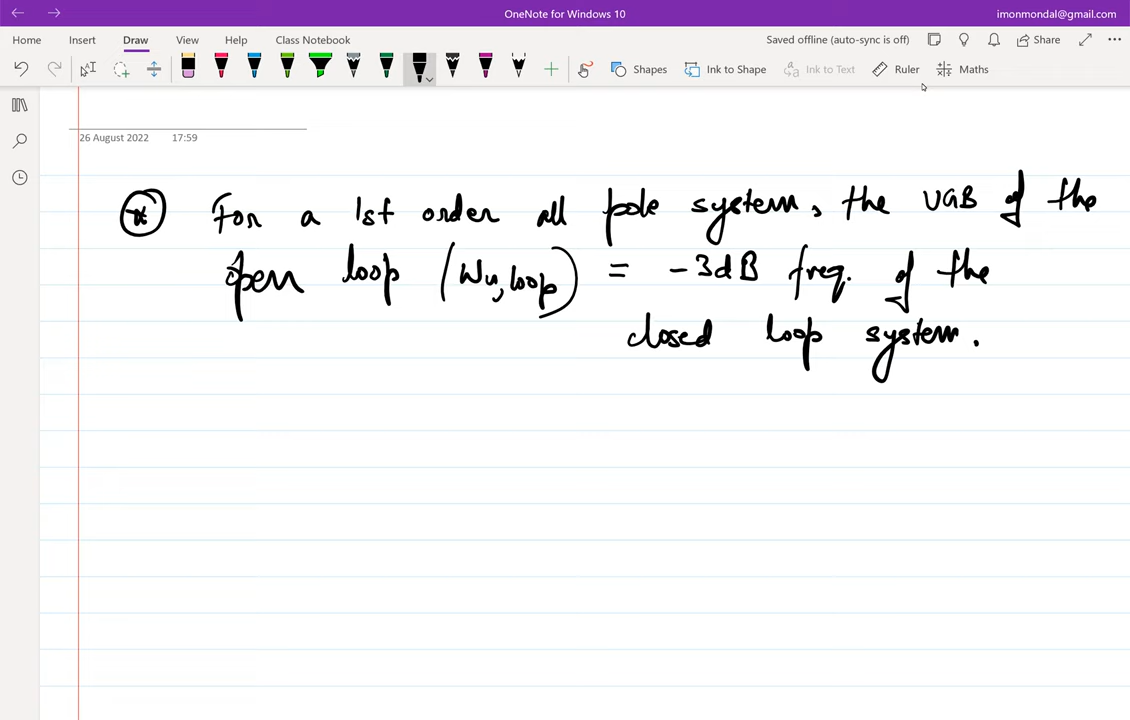 OneNote for Windows 10
imonmondal@gmail.com
Home Insert Draw View Help Class Notebook
Saved offline (auto-sync is off) Share
Shapes Ink to Shape Ink to Text Ruler Maths
26 August 2022 17:59
* For a 1st order all pole system, the UGB of the
open loop (Wu,loop) = -3dB freq. of the
closed loop system.